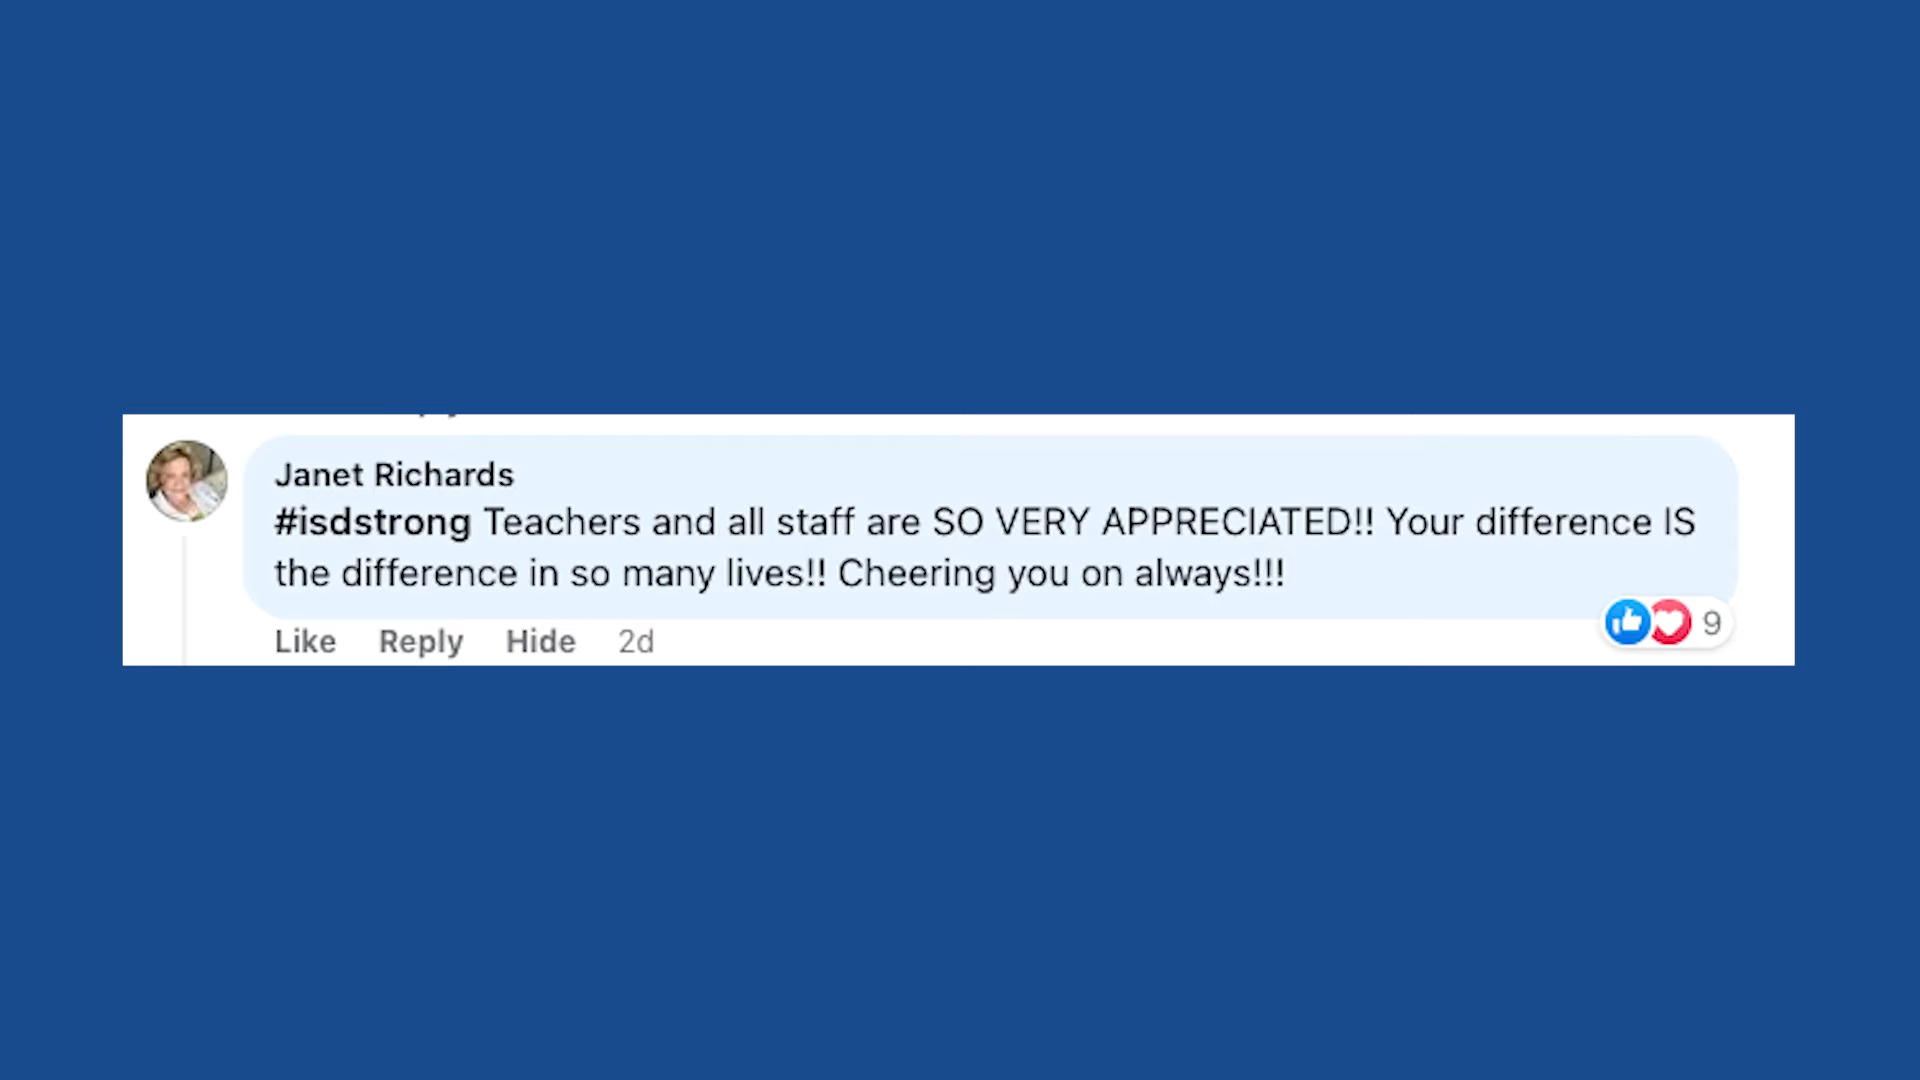 Janet Richards
#isdstrong Teachers and all staff are SO VERY APPRECIATED!! Your difference IS
the difference in so many lives!! Cheering you on always!!!
Like Reply Hide 2d
9